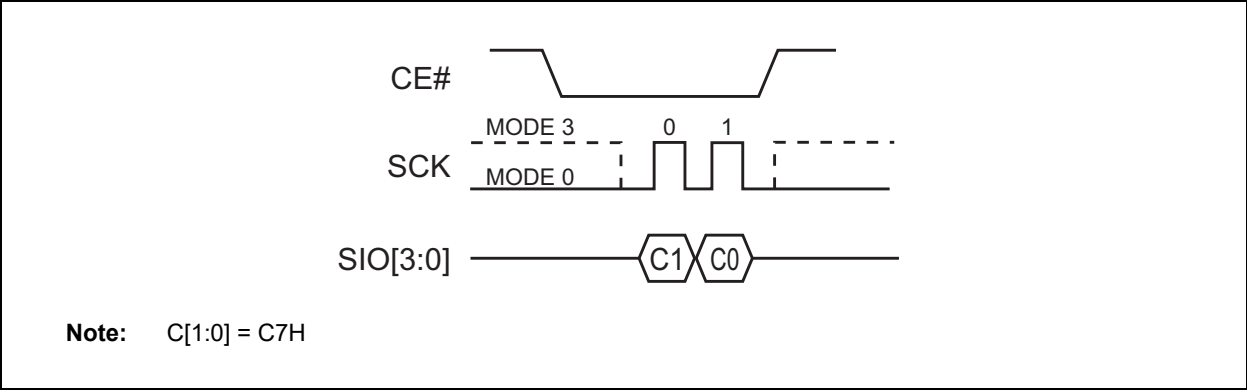 CE#
MODE 3 0 1
SCK
MODE 0
SIO[3:0] C1 C0
Note: C[1:0] = C7H